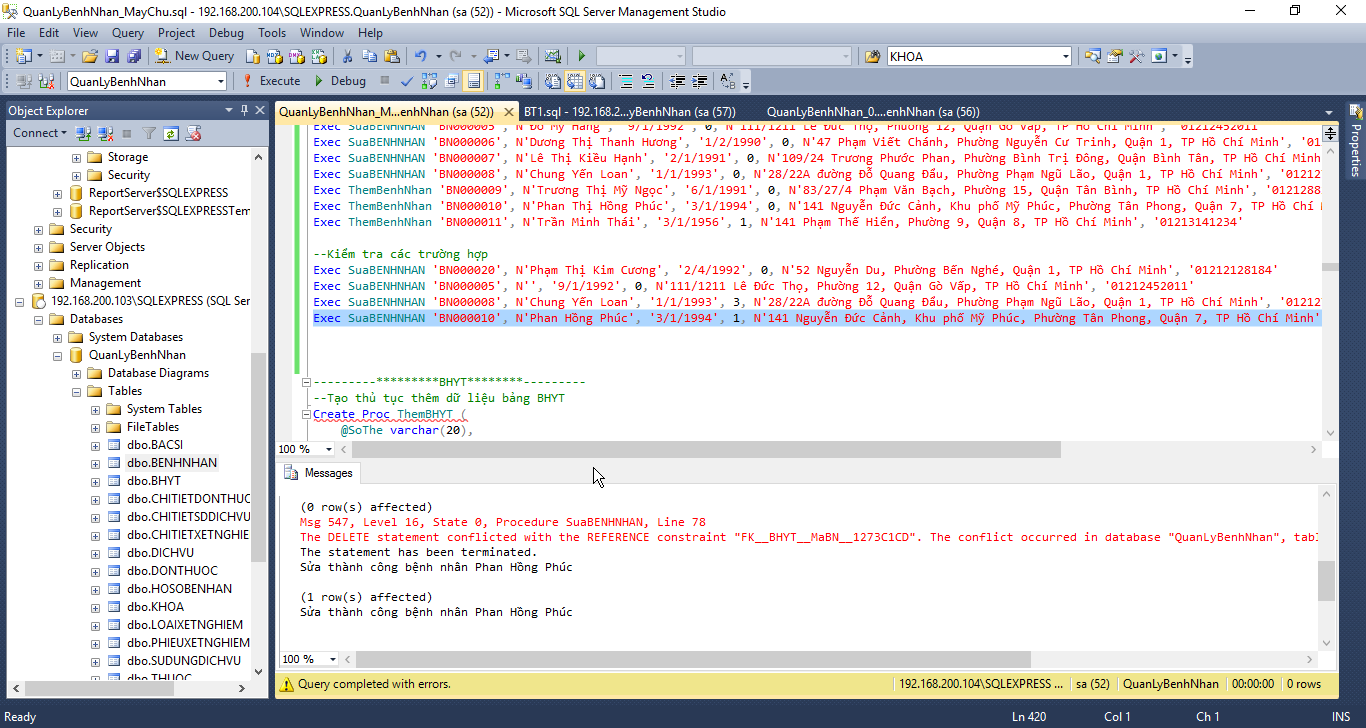 QuanLyBenhNhan_MayChu.sql - 192.168.200.104\SQLEXPRESS.QuanLyBenhNhan (sa (52)) - Microsoft SQL Server Management Studio
File Edit View Query Project Debug Tools Window Help
New Query KHOA
QuanLyBenhNhan Execute Debug
Object Explorer
Connect
Storage
Security
ReportServer$SQLEXPRESS
ReportServer$SQLEXPRESSTem
Security
Server Objects
Replication
Management
192.168.200.103\SQLEXPRESS (SQL Ser
Databases
System Databases
QuanLyBenhNhan
Database Diagrams
Tables
System Tables
FileTables
dbo.BACSI
dbo.BENHNHAN
dbo.BHYT
dbo.CHITIETDONTHUC
dbo.CHITIETSDDICHVU
dbo.CHITIETXETNGHIE
dbo.DICHVU
dbo.DONTHUOC
dbo.HOSOBENHAN
dbo.KHOA
dbo.LOAIXETNGHIEM
dbo.PHIEUXETNGHIEM
dbo.SUDUNGDICHVU
dbo.THUOC
QuanLyBenhNhan_M...enhNhan (sa (52)) BT1.sql - 192.168.2...yBenhNhan (sa (57)) QuanLyBenhNhan_0....enhNhan (sa (56))
Exec SuaBENHNHAN 'BN000005', N'Đỗ Mỹ Hằng', '9/1/1992', 0, N'111/1211 Lê Đức Thọ, Phường 12, Quận Gò Vấp, TP Hồ Chí Minh', '01212452011'
Exec SuaBENHNHAN 'BN000006', N'Dương Thị Thanh Hương', '1/2/1990', 0, N'47 Phạm Viết Chánh, Phường Nguyễn Cư Trinh, Quận 1, TP Hồ Chí Minh', '01
Exec SuaBENHNHAN 'BN000007', N'Lê Thị Kiều Hạnh', '2/1/1991', 0, N'109/24 Trương Phước Phan, Phường Bình Trị Đông, Quận Bình Tân, TP Hồ Chí Minh
Exec SuaBENHNHAN 'BN000008', N'Chung Yến Loan', '1/1/1993', 0, N'28/22A đường Đỗ Quang Đẩu, Phường Phạm Ngũ Lão, Quận 1, TP Hồ Chí Minh', '01212
Exec ThemBenhNhan 'BN000009', N'Trương Thị Mỹ Ngọc', '6/1/1991', 0, N'83/27/4 Phạm Văn Bạch, Phường 15, Quận Tân Bình, TP Hồ Chí Minh', '0121288
Exec ThemBenhNhan 'BN000010', N'Phan Thị Hồng Phúc', '3/1/1994', 0, N'141 Nguyễn Đức Cảnh, Khu phố Mỹ Phúc, Phường Tân Phong, Quận 7, TP Hồ Chí
Exec ThemBenhNhan 'BN000011', N'Trần Minh Thái', '3/1/1956', 1, N'141 Phạm Thế Hiển, Phường 9, Quận 8, TP Hồ Chí Minh', '01213141234'
--Kiểm tra các trường hợp
Exec SuaBENHNHAN 'BN000020', N'Phạm Thị Kim Cương', '2/4/1992', 0, N'52 Nguyễn Du, Phường Bến Nghé, Quận 1, TP Hồ Chí Minh', '01212128184'
Exec SuaBENHNHAN 'BN000005', N'', '9/1/1992', 0, N'111/1211 Lê Đức Thọ, Phường 12, Quận Gò Vấp, TP Hồ Chí Minh', '01212452011'
Exec SuaBENHNHAN 'BN000008', N'Chung Yến Loan', '1/1/1993', 3, N'28/22A đường Đỗ Quang Đẩu, Phường Phạm Ngũ Lão, Quận 1, TP Hồ Chí Minh', '01212
Exec SuaBENHNHAN 'BN000010', N'Phan Hồng Phúc', '3/1/1994', 1, N'141 Nguyễn Đức Cảnh, Khu phố Mỹ Phúc, Phường Tân Phong, Quận 7, TP Hồ Chí Minh'
---------*********BHYT********---------
--Tạo thủ tục thêm dữ liệu bảng BHYT
Create Proc ThemBHYT (
@SoThe varchar(20),
100 %
Messages
(0 row(s) affected)
Msg 547, Level 16, State 0, Procedure SuaBENHNHAN, Line 78
The DELETE statement conflicted with the REFERENCE constraint "FK__BHYT__MaBN__1273C1CD". The conflict occurred in database "QuanLyBenhNhan", tabl
The statement has been terminated.
Sửa thành công bệnh nhân Phan Hồng Phúc
(1 row(s) affected)
Sửa thành công bệnh nhân Phan Hồng Phúc
100 %
Query completed with errors. 192.168.200.104\SQLEXPRESS ... sa (52) QuanLyBenhNhan 00:00:00 0 rows
Properties
Ready Ln 420 Col 1 Ch 1 INS